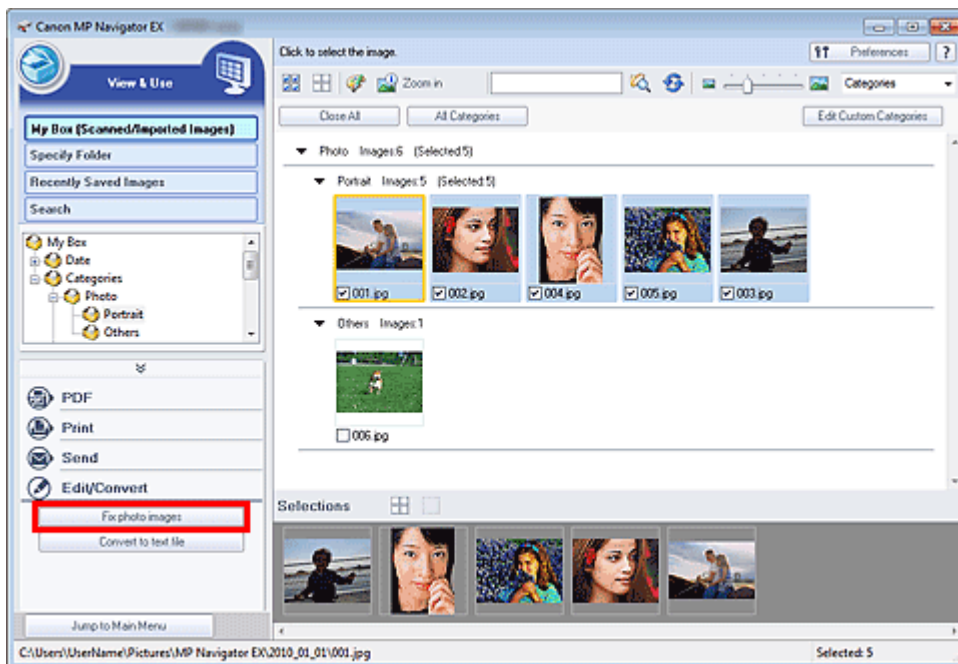 Canon MP Navigator EX
View & Use
My Box (Scanned/Imported Images)
Specify Folder
Recently Saved Images
Search
My Box
Date
Categories
Photo
Portrait
Others
PDF
Print
Send
Edit/Convert
Fix photo images
Convert to text file
Jump to Main Menu
Click to select the image.
Preferences ?
Zoom in
Categories
Close All All Categories Edit Custom Categories
Photo Images:6 (Selected:5)
Portrait Images:5 (Selected:5)
001.jpg 002.jpg 004.jpg 005.jpg 003.jpg
Others Images:1
006.jpg
Selections
C:\Users\UserName\Pictures\MP Navigator EX\2010_01_01\001.jpg Selected: 5